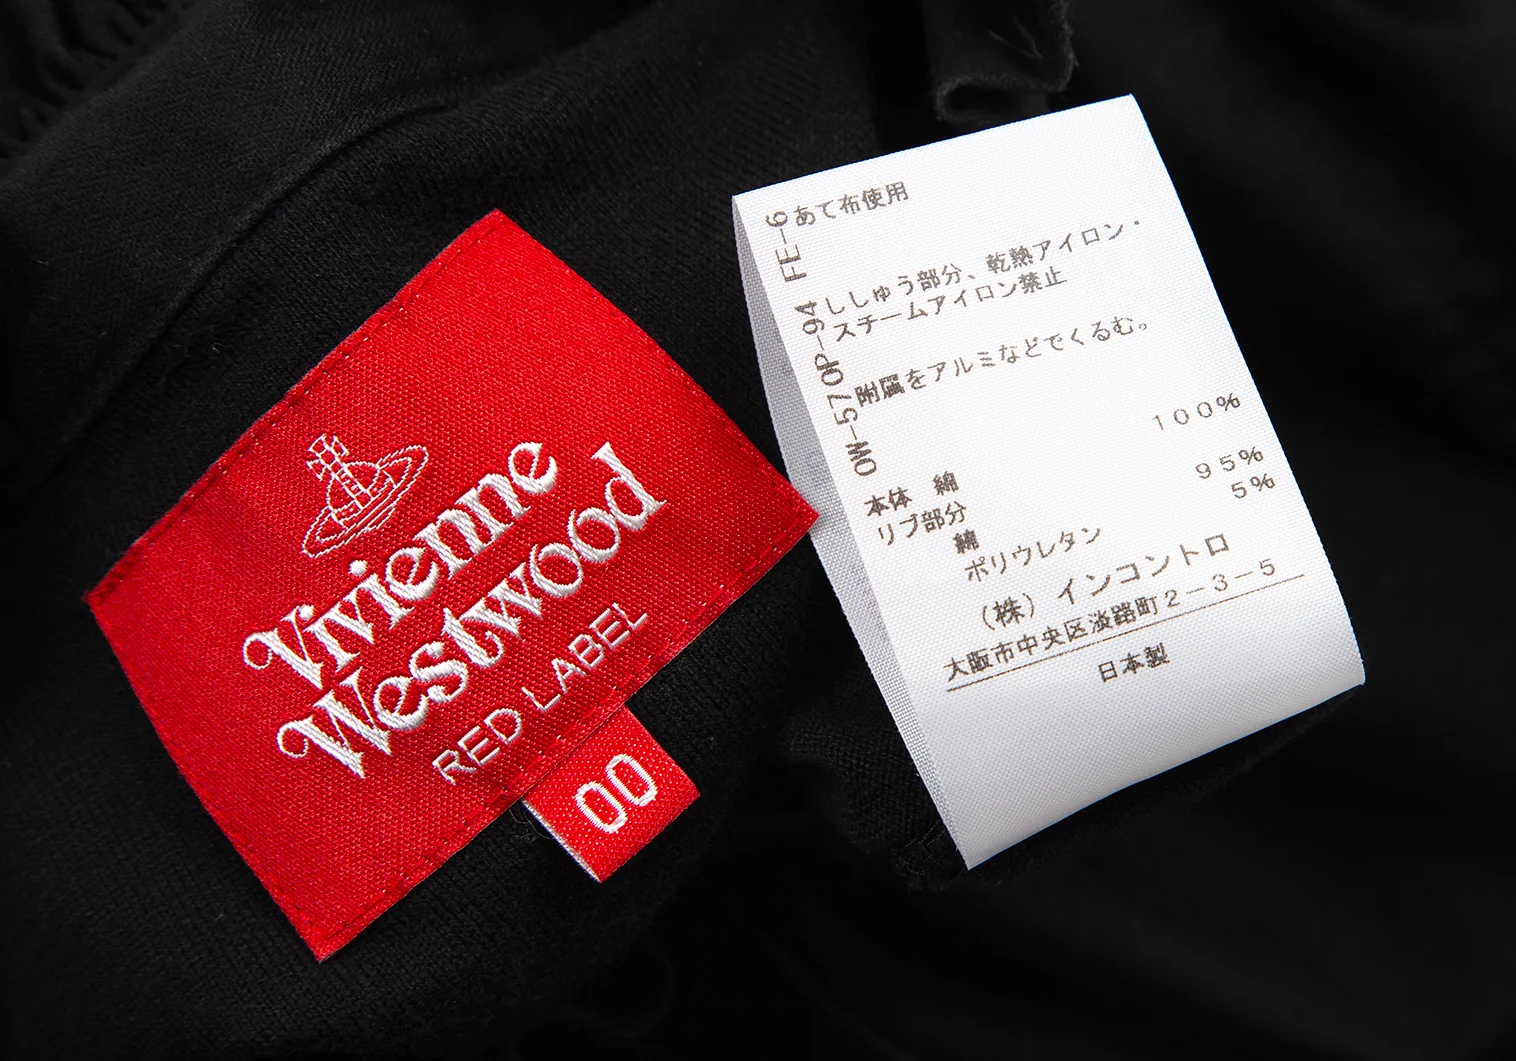 Vivienne
Westwood
RED LABEL
00
OW-57 OP-94 FE-6
あて布使用
ししゅう部分、乾熱アイロン・
スチームアイロン禁止
附属をアルミなどでくるむ。
本体 綿 100%
リブ部分
綿 95%
ポリウレタン 5%
(株) インコントロ
大阪市中央区淡路町2-3-5
日本製